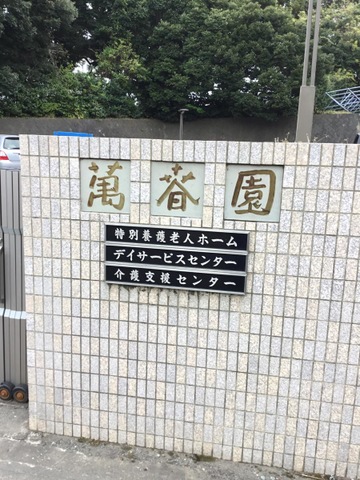 萬春園
特別養護老人ホーム
デイサービスセンター
介護支援センター